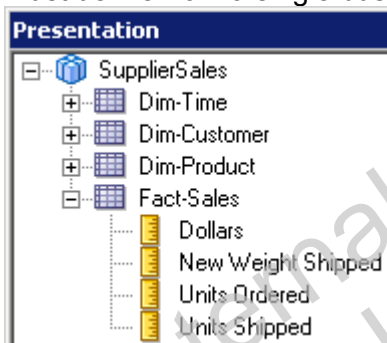 Presentation
SupplierSales
Dim-Time
Dim-Customer
Dim-Product
Fact-Sales
Dollars
New Weight Shipped
Units Ordered
Units Shipped